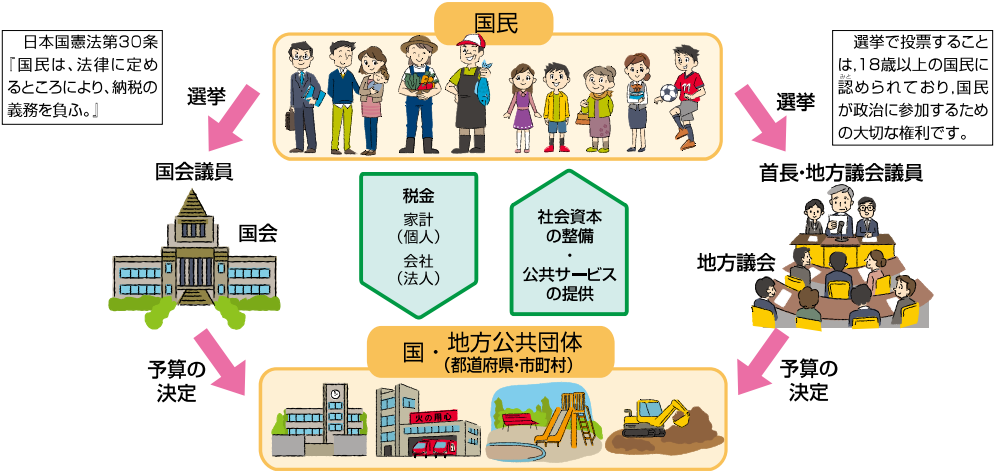 国民
日本国憲法第30条
『国民は、法律に定め
るところにより、納税の
義務を負ふ。』
選挙
選挙
選挙で投票すること
は,18歳以上の国民に
認められており,国民
みと
が政治に参加するため
の大切な権利です。
国会議員
国会
税金
家計
(個人)
会社
(法人)
社会資本
の整備
・
公共サービス
の提供
首長・地方議会議員
地方議会
予算の
決定
国・地方公共団体
(都道府県・市町村)
予算の
決定
火の用心